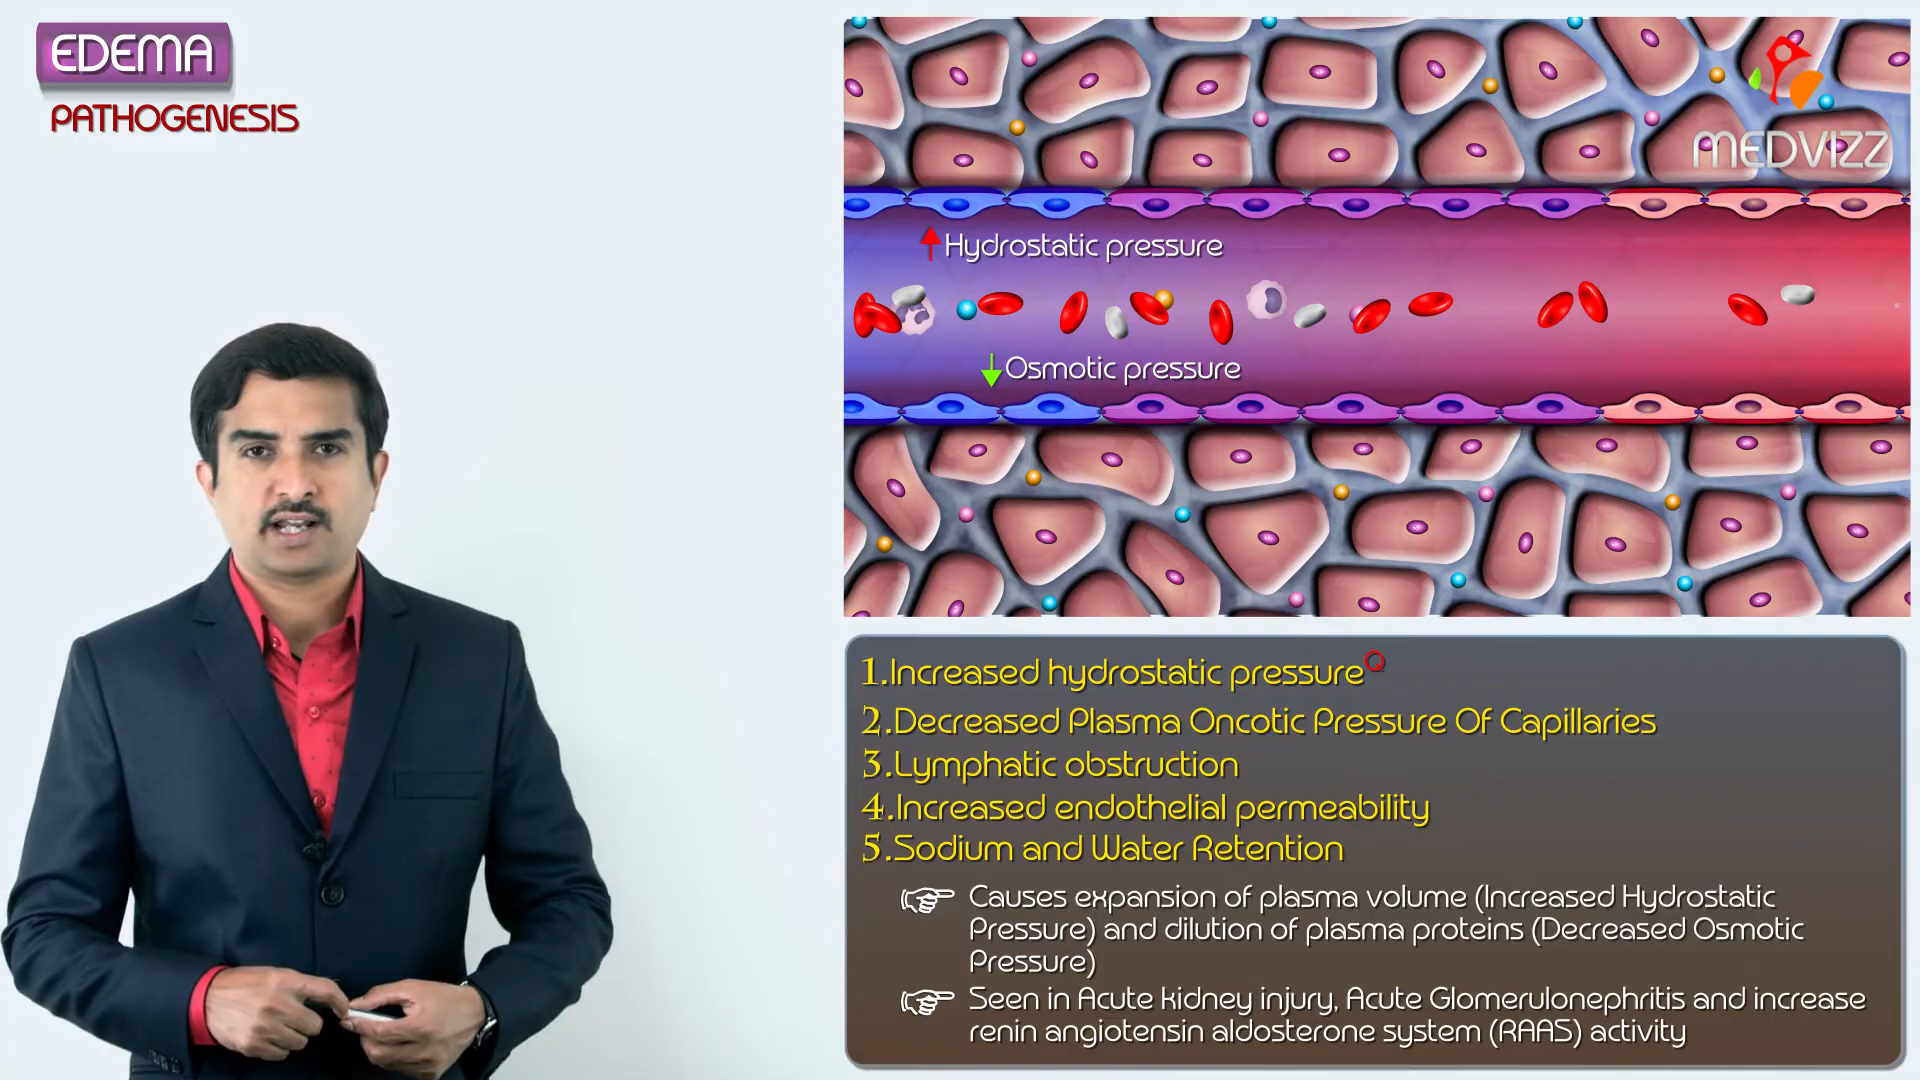 EDEMA
PATHOGENESIS
MEDVIZZ
Hydrostatic pressure
Osmotic pressure
1.Increased hydrostatic pressureQ
2.Decreased Plasma Oncotic Pressure Of Capillaries
3.Lymphatic obstruction
4.Increased endothelial permeability
5.Sodium and Water Retention
Causes expansion of plasma volume (Increased Hydrostatic
Pressure) and dilution of plasma proteins (Decreased Osmotic
Pressure)
Seen in Acute kidney injury, Acute Glomerulonephritis and increase
renin angiotensin aldosterone system (RAAS) activity